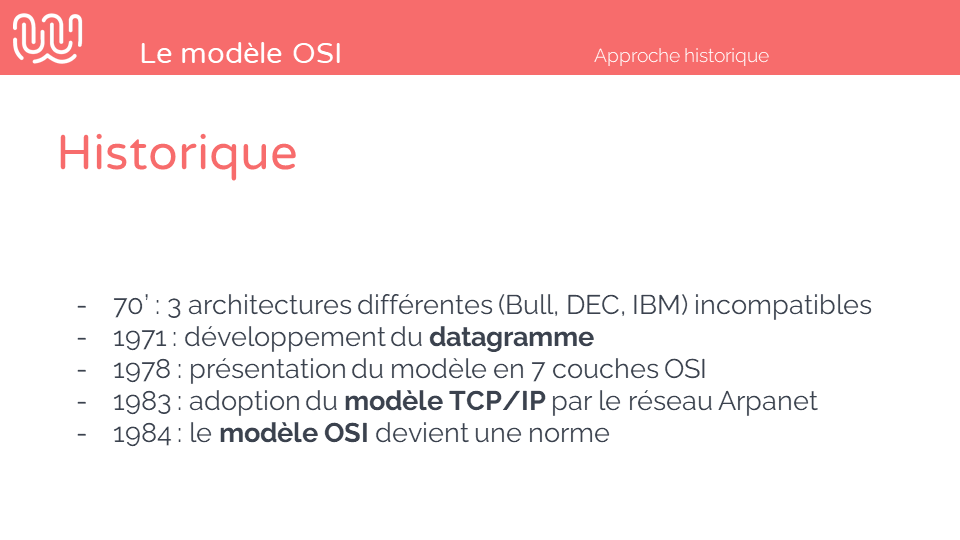 Le modèle OSI
Approche historique
Historique
- 70’ : 3 architectures différentes (Bull, DEC, IBM) incompatibles
- 1971 : développement du datagramme
- 1978 : présentation du modèle en 7 couches OSI
- 1983 : adoption du modèle TCP/IP par le réseau Arpanet
- 1984 : le modèle OSI devient une norme